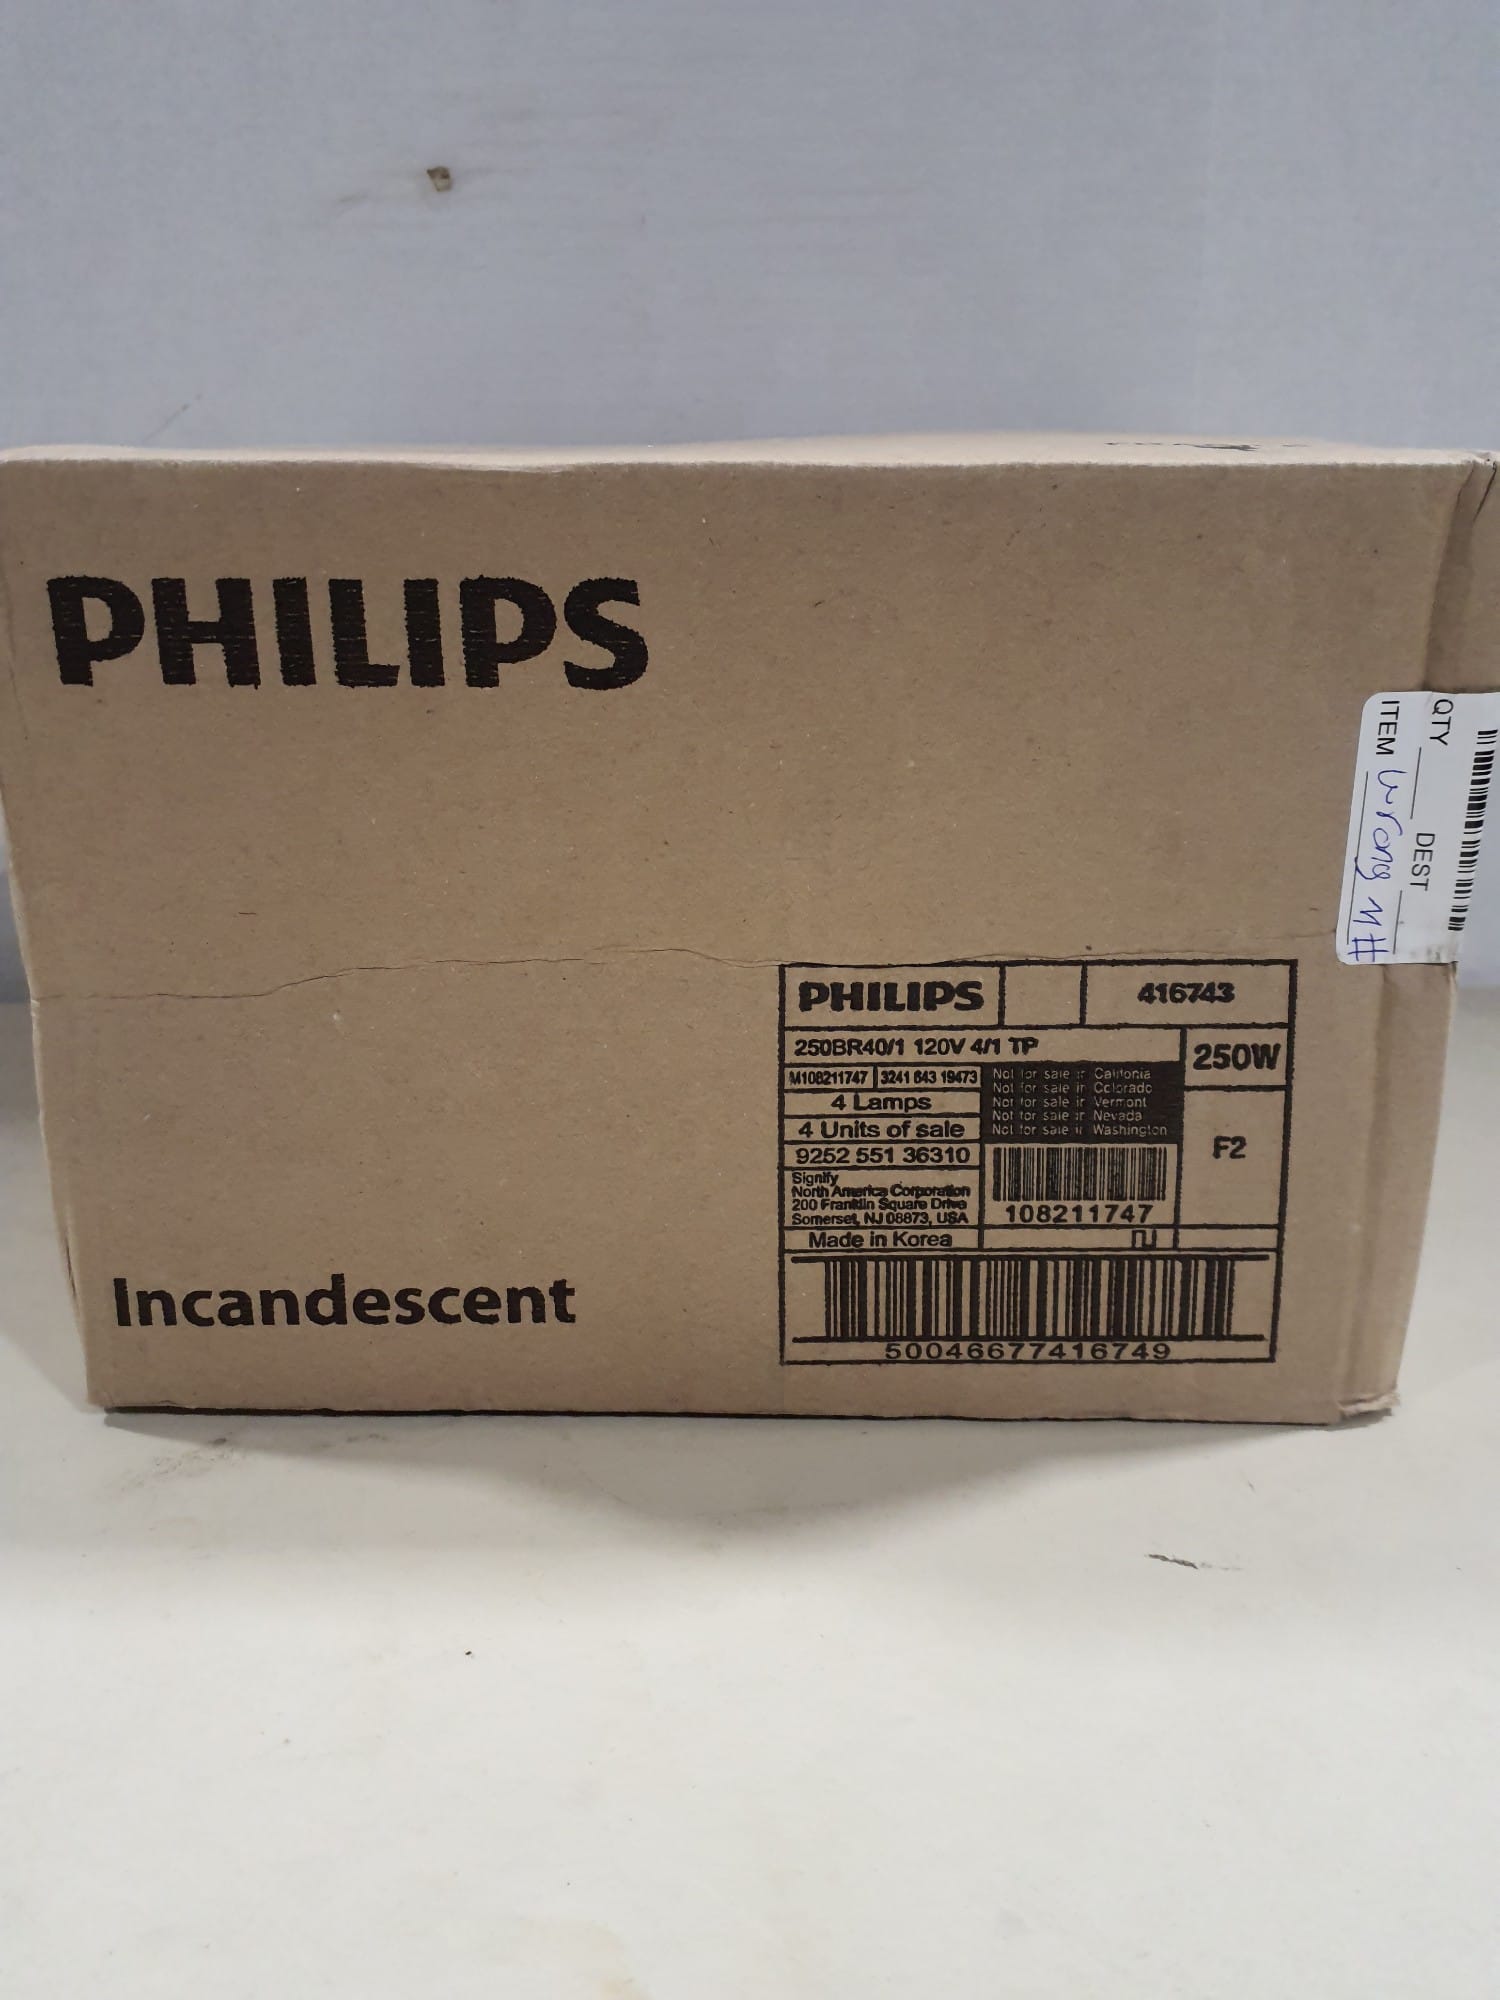 PHILIPS
QTY ____ DEST ____
ITEM Wrong M#
PHILIPS 416743
250BR40/1 120V 4/1 TP
250W
M108211747 3241 643 19473
4 Lamps
4 Units of sale
9252 551 36310
Signify
North America Corporation
200 Franklin Square Drive
Somerset, NJ 08873, USA
Made in Korea
Not for sale in California
Not for sale in Colorado
Not for sale in Vermont
Not for sale in Nevada
Not for sale in Washington
108211747
F2
50046677416749
Incandescent